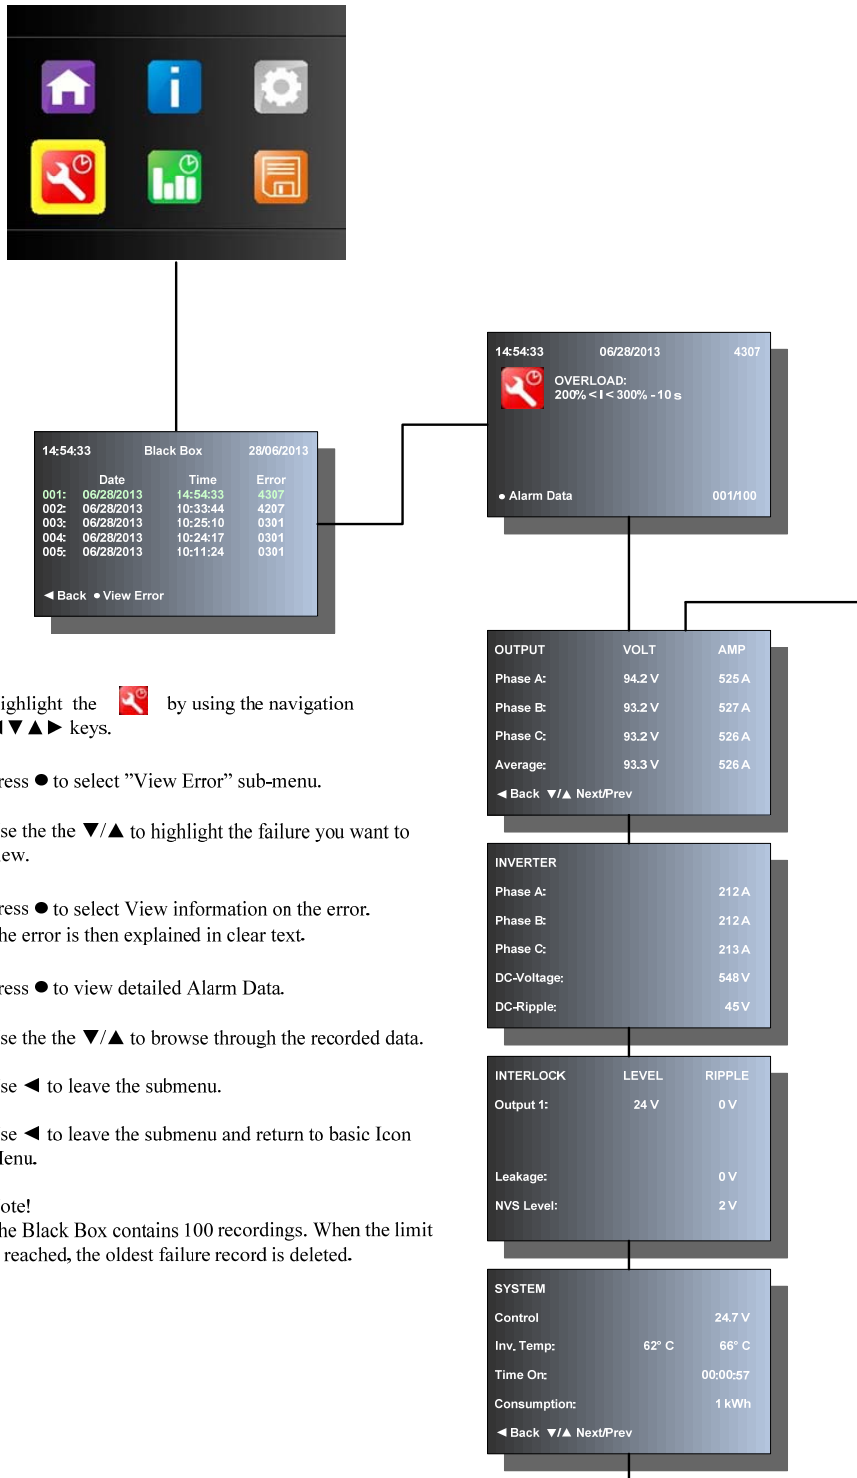 14:54:33 06/28/2013 4307
OVERLOAD:
200% < I < 300% - 10 s
● Alarm Data 001/100
14:54:33 Black Box 28/06/2013
Date Time Error
001: 06/28/2013 14:54:33 4307
002: 06/28/2013 10:33:44 4207
003: 06/28/2013 10:25:10 0301
004: 06/28/2013 10:24:17 0301
005: 06/28/2013 10:11:24 0301
◄ Back ● View Error
ighlight the by using the navigation
◄▼▲► keys.
ress ● to select ”View Error” sub-menu.
se the the ▼/▲ to highlight the failure you want to
iew.
ress ● to select View information on the error.
he error is then explained in clear text.
ress ● to view detailed Alarm Data.
se the the ▼/▲ to browse through the recorded data.
se ◄ to leave the submenu.
se ◄ to leave the submenu and return to basic Icon
Menu.
ote!
he Black Box contains 100 recordings. When the limit
reached, the oldest failure record is deleted.
OUTPUT VOLT AMP
Phase A: 94.2 V 525 A
Phase B: 93.2 V 527 A
Phase C: 93.2 V 526 A
Average: 93.3 V 526 A
◄ Back ▼/▲ Next/Prev
INVERTER
Phase A: 212 A
Phase B: 212 A
Phase C: 213 A
DC-Voltage: 548 V
DC-Ripple: 45 V
INTERLOCK LEVEL RIPPLE
Output 1: 24 V 0 V
Leakage: 0 V
NVS Level: 2 V
SYSTEM
Control 24.7 V
Inv. Temp: 62° C 66° C
Time On: 00:00:57
Consumption: 1 kWh
◄ Back ▼/▲ Next/Prev